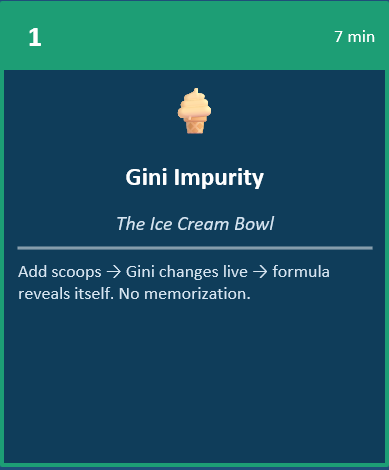 1
7 min
Gini Impurity
The Ice Cream Bowl
Add scoops → Gini changes live → formula
reveals itself. No memorization.